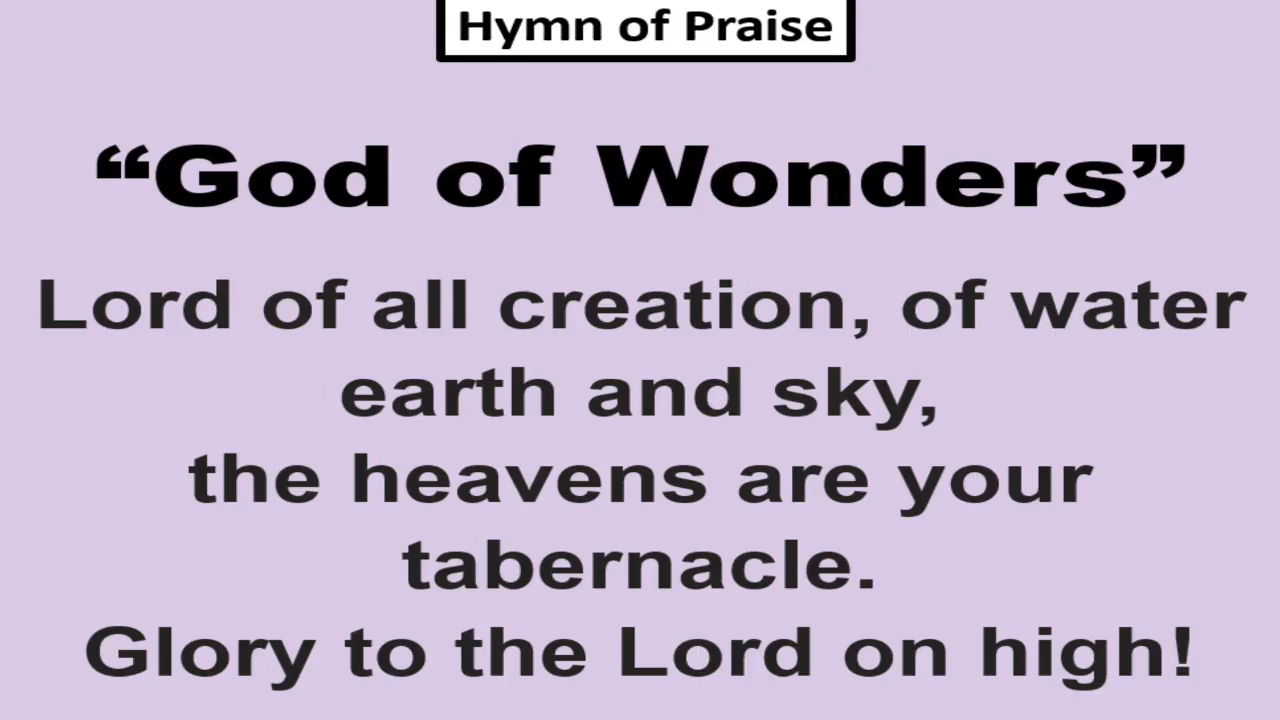 Hymn of Praise
“God of Wonders”
Lord of all creation, of water
earth and sky,
the heavens are your
tabernacle.
Glory to the Lord on high!